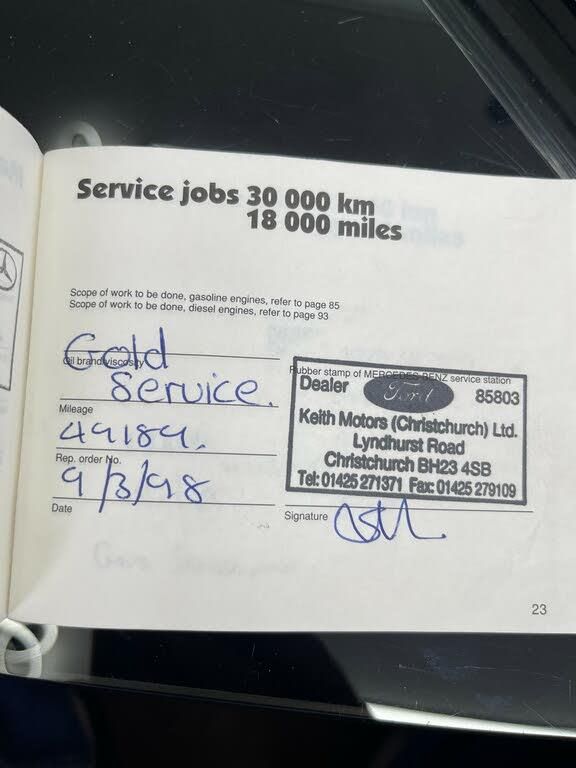 Service jobs 30 000 km
18 000 miles
Scope of work to be done, gasoline engines, refer to page 85
Scope of work to be done, diesel engines, refer to page 93
Gold
Oil brand/viscosity
Service.
Mileage
49189.
Rep. order No.
9/3/98
Date
Rubber stamp of MERCEDES-BENZ service station
Dealer Ford 85803
Keith Motors (Christchurch) Ltd.
Lyndhurst Road
Christchurch BH23 4SB
Tel: 01425 271371 Fax: 01425 279109
Signature
23